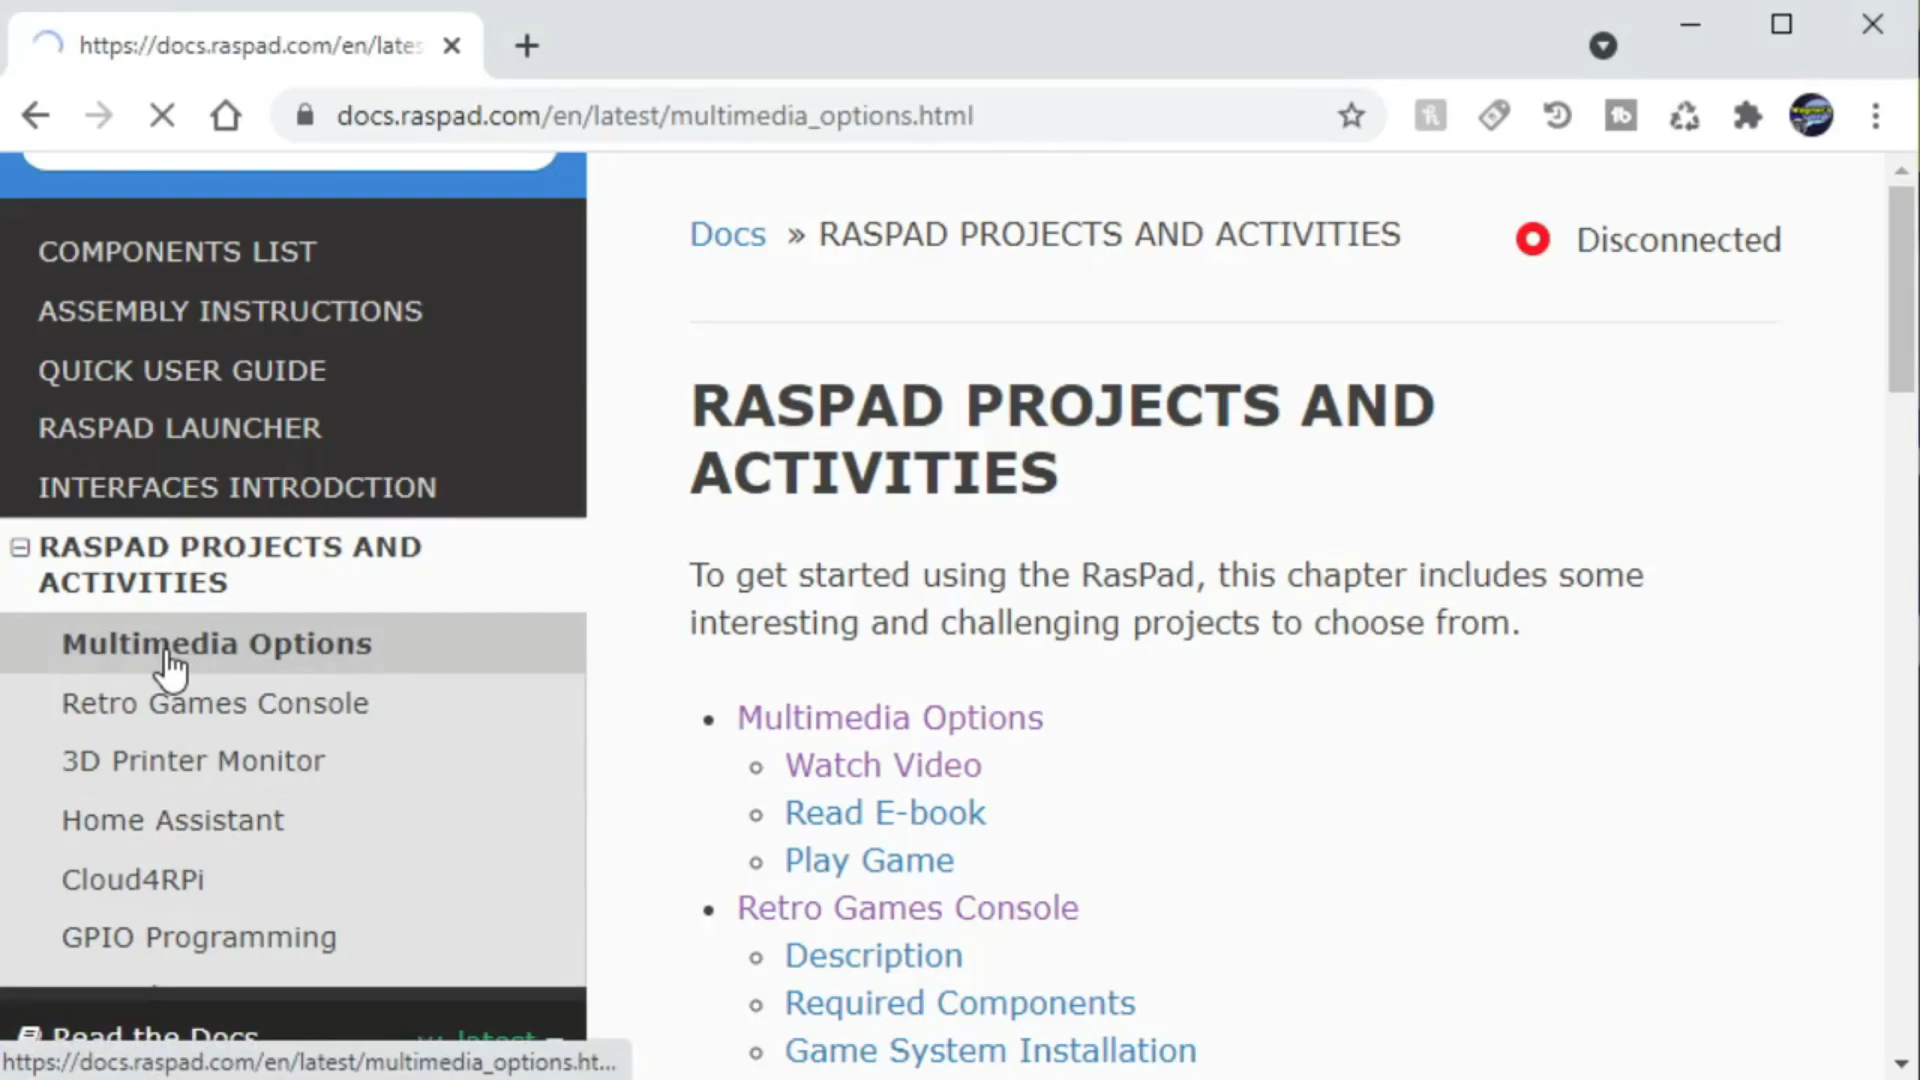 https://docs.raspad.com/en/lates
docs.raspad.com/en/latest/multimedia_options.html
COMPONENTS LIST
ASSEMBLY INSTRUCTIONS
QUICK USER GUIDE
RASPAD LAUNCHER
INTERFACES INTRODCTION
RASPAD PROJECTS AND
ACTIVITIES
Multimedia Options
Retro Games Console
3D Printer Monitor
Home Assistant
Cloud4RPi
GPIO Programming
Read the Docs
v: latest
https://docs.raspad.com/en/latest/multimedia_options.ht...
Docs » RASPAD PROJECTS AND ACTIVITIES
Disconnected
RASPAD PROJECTS AND
ACTIVITIES
To get started using the RasPad, this chapter includes some
interesting and challenging projects to choose from.
Multimedia Options
Watch Video
Read E-book
Play Game
Retro Games Console
Description
Required Components
Game System Installation